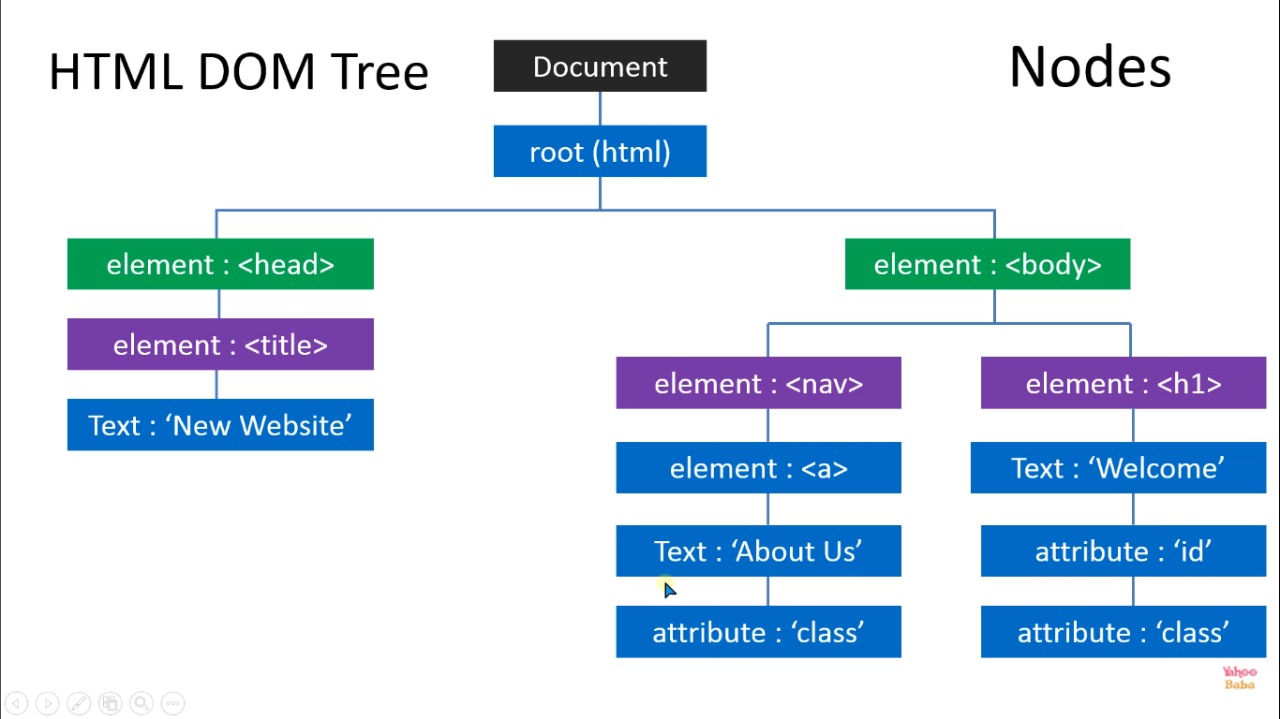 HTML DOM Tree
Document
Nodes
root (html)
element : <head>
element : <body>
element : <title>
element : <nav>
element : <h1>
Text : ‘New Website’
element : <a>
Text : ‘Welcome’
Text : ‘About Us’
attribute : ‘id’
attribute : ‘class’
attribute : ‘class’
Yahoo
Baba